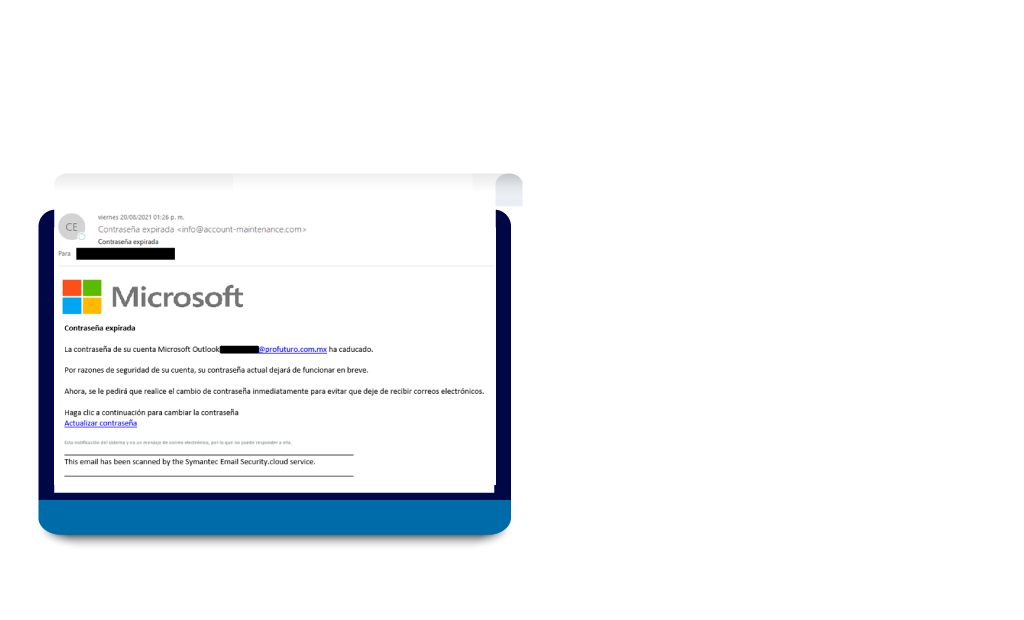 viernes 20/08/2021 01:26 p. m.
CE
Contraseña expirada <info@account-maintenance.com>
Contraseña expirada
Para
Microsoft
Contraseña expirada
La contraseña de su cuenta Microsoft Outlook @profuturo.com.mx ha caducado.
Por razones de seguridad de su cuenta, su contraseña actual dejará de funcionar en breve.
Ahora, se le pedirá que realice el cambio de contraseña inmediatamente para evitar que deje de recibir correos electrónicos.
Haga clic a continuación para cambiar la contraseña
Actualizar contraseña
Esta notificación del sistema y no un mensaje de correo electrónico, por lo que no puede responder a ella.
This email has been scanned by the Symantec Email Security.cloud service.